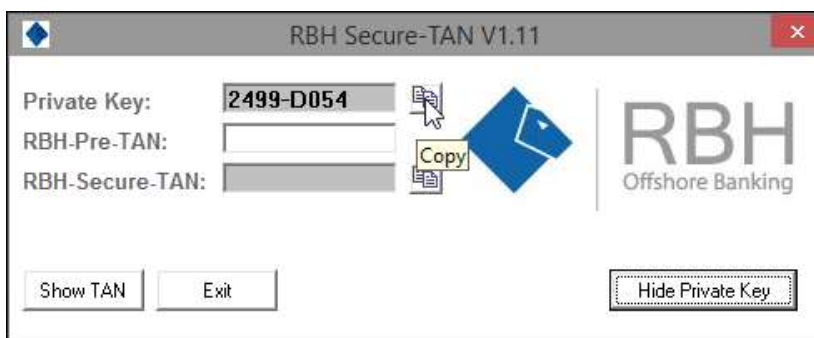 RBH Secure-TAN V1.11
Private Key: 2499-D054
RBH-Pre-TAN:
Copy
RBH-Secure-TAN:
RBH
Offshore Banking
Show TAN Exit Hide Private Key